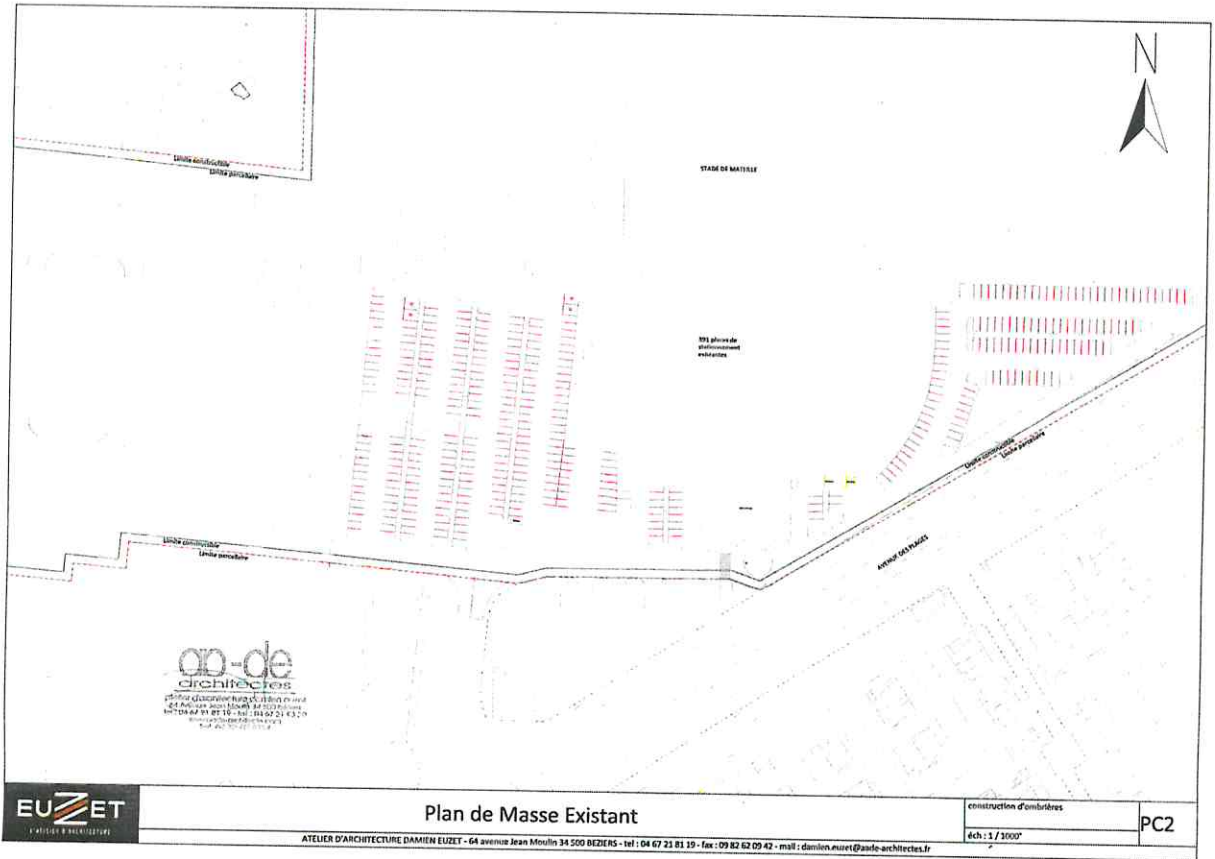 N
Limite constructible
Limite parcellaire
STADE DE MATEILLE
391 places de
stationnement
existantes
Limite constructible
Limite parcellaire
Limite constructible
Limite parcellaire
AVENUE DES PLAGES
ap-de
architectes
EUZET
L'ATELIER D'ARCHITECTURE
Plan de Masse Existant
construction d'ombrières
éch : 1 / 1000°
PC2
ATELIER D'ARCHITECTURE DAMIEN EUZET - 64 avenue Jean Moulin 34 500 BEZIERS - tel : 04 67 21 81 19 - fax : 09 82 62 09 42 - mail : damien.euzet@aade-architectes.fr